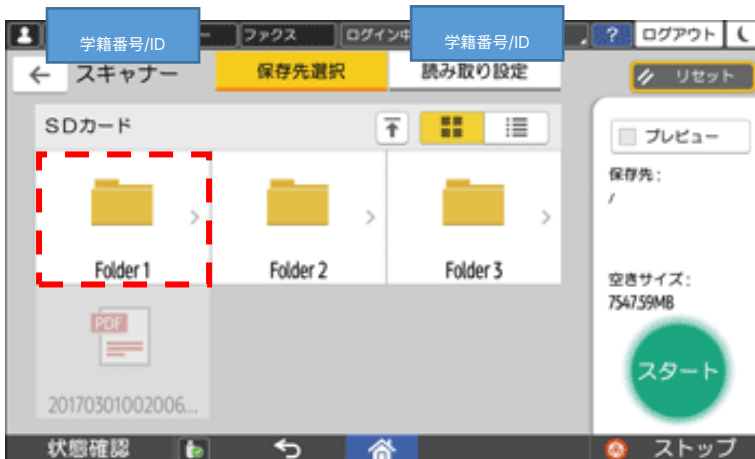 学籍番号/ID
学籍番号/ID
ファクス
ログイン中
?
ログアウト
スキャナー
保存先選択
読み取り設定
リセット
SDカード
プレビュー
保存先:
/
Folder 1
Folder 2
Folder 3
空きサイズ:
7547.59MB
PDF
20170301002006...
スタート
状態確認
ストップ